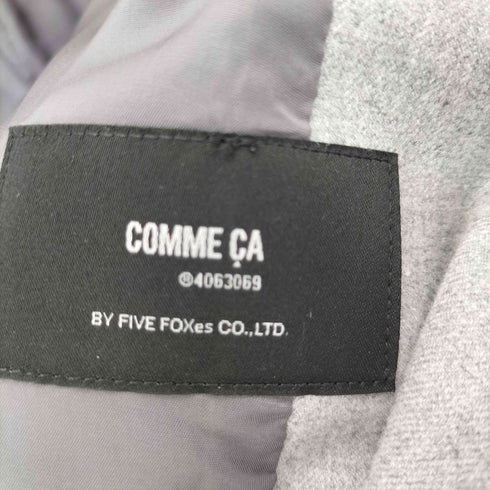 COMME ÇA
®4063069
BY FIVE FOXes CO.,LTD.